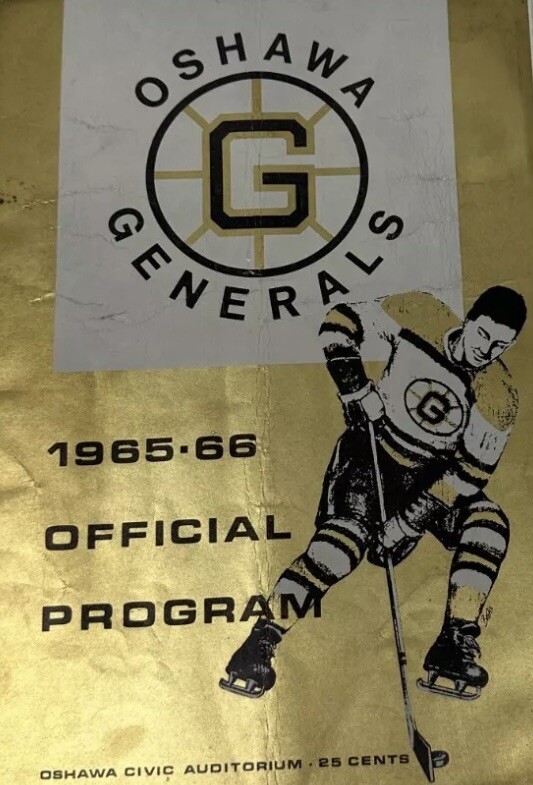 OSHAWA
G
GENERALS
G
1965·66
OFFICIAL
PROGRAM
OSHAWA CIVIC AUDITORIUM · 25 CENTS